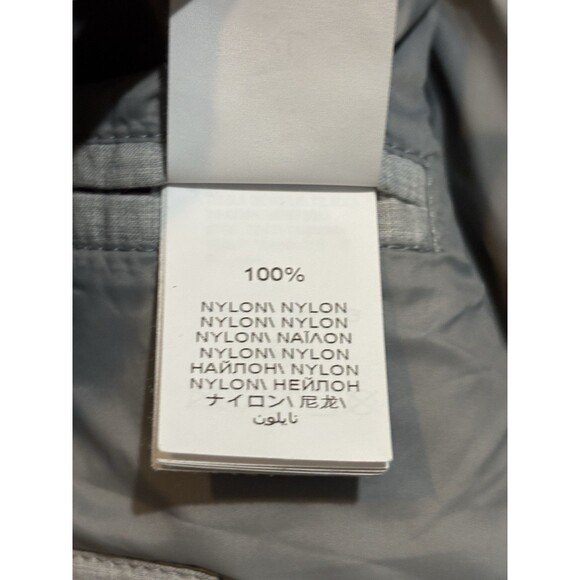 100%
NYLON\ NYLON
NYLON\ NYLON
NYLON\ ΝΑΪΛΟΝ
NYLON\ NYLON
НАЙЛОН\ NYLON
NYLON\ НЕЙЛОН
ナイロン\ 尼龙\
نايلون